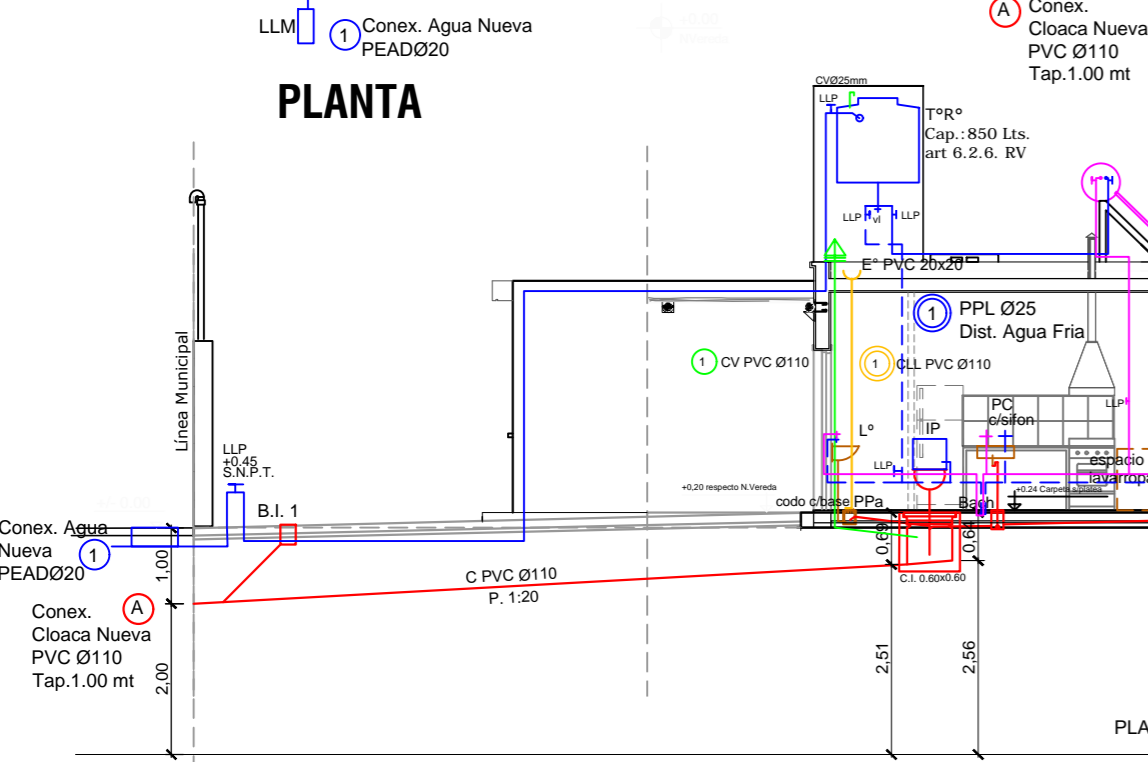 LLM
1
Conex. Agua Nueva
PEADØ20
+0.00
A
Conex.
Cloaca Nueva
PVC Ø110
Tap.1.00 mt
PLANTA
CVØ25mm
LLP
T°R°
Cap.:850 Lts.
art 6.2.6. RV
LLP
vl
LLP
E° PVC 20x20
1
PPL Ø25
Dist. Agua Fria
Línea Municipal
1
CV PVC Ø110
1
CLL PVC Ø110
LLP
PC
c/sifon
L°
IP
LLP
+0.45
S.N.P.T.
LLP
espacio
lavarropa
+0,20 respecto N.Vereda
+0.24 Carpeta s/platea
codo c/base PPa
Bach
B.I. 1
Conex. Agua
Nueva
PEADØ20
1
1,00
0,69
0,64
C PVC Ø110
P. 1:20
C.I. 0.60x0.60
Conex.
Cloaca Nueva
PVC Ø110
Tap.1.00 mt
A
2,00
2,51
2,56
PLA